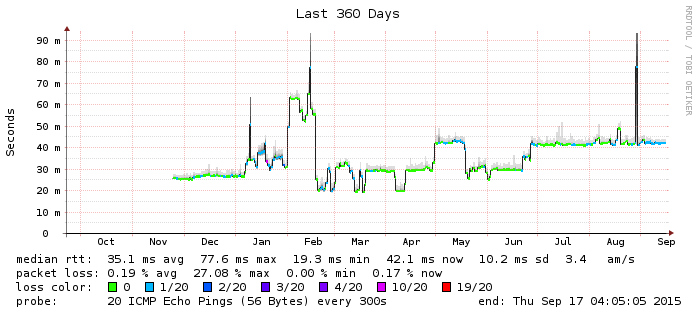 Last 360 Days
RRDTOOL / TOBI OETIKER
Seconds
90 m
80 m
70 m
60 m
50 m
40 m
30 m
20 m
10 m
0
Oct Nov Dec Jan Feb Mar Apr May Jun Jul Aug Sep
median rtt: 35.1 ms avg 77.6 ms max 19.3 ms min 42.1 ms now 10.2 ms sd 3.4 am/s
packet loss: 0.19 % avg 27.08 % max 0.00 % min 0.17 % now
loss color: 0 1/20 2/20 3/20 4/20 10/20 19/20
probe: 20 ICMP Echo Pings (56 Bytes) every 300s end: Thu Sep 17 04:05:05 2015